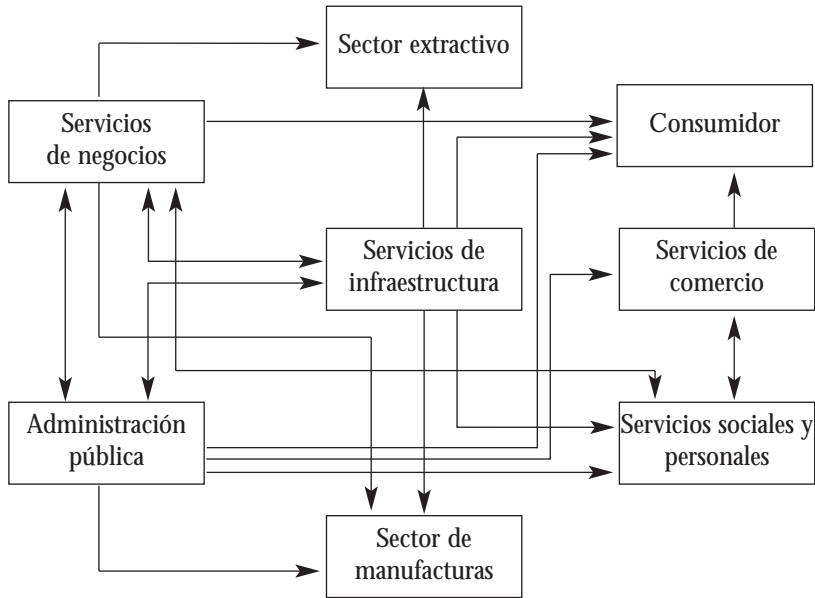 Sector extractivo
Servicios
de negocios
Consumidor
Servicios de
infraestructura
Servicios de
comercio
Administración
pública
Servicios sociales y
personales
Sector de
manufacturas